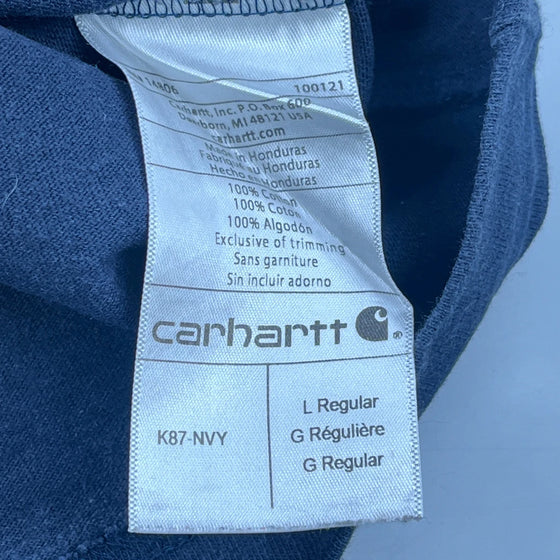 14806 100121
Carhartt, Inc. P.O. Box 600
Dearborn, MI 48121 USA
carhartt.com
Made in Honduras
Fabriqué au Honduras
Hecho en Honduras
100% Cotton
100% Coton
100% Algodón
Exclusive of trimming
Sans garniture
Sin incluir adorno
carhartt
K87-NVY
L Regular
G Régulière
G Regular